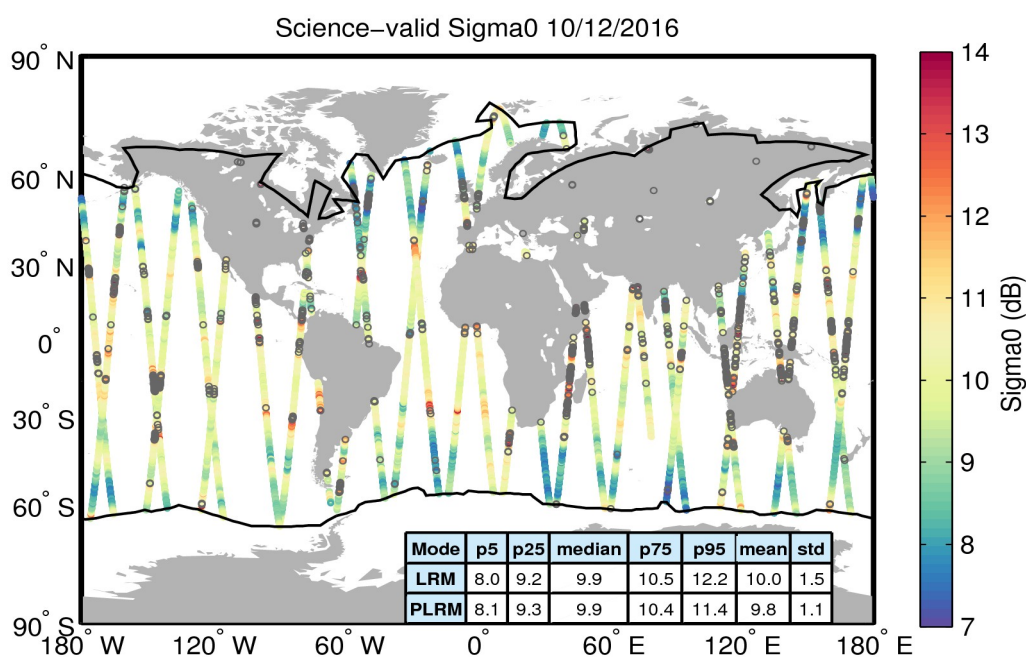 Science−valid Sigma0 10/12/2016
90° N
60° N
30° N
0°
30° S
60° S
90° S
180° W
120° W
60° W
0°
60° E
120° E
180° E
Mode p5 p25 median p75 p95 mean std
LRM 8.0 9.2 9.9 10.5 12.2 10.0 1.5
PLRM 8.1 9.3 9.9 10.4 11.4 9.8 1.1
14
13
12
11
10
9
8
7
Sigma0 (dB)